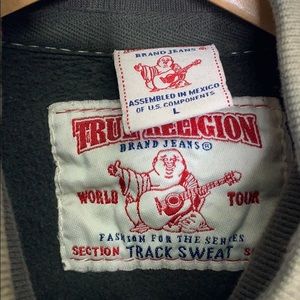 BRAND JEANS
ASSEMBLED IN MEXICO
OF U.S. COMPONENTS
L
TRUE RELIGION
BRAND JEANS®
WORLD TOUR
FASHION FOR THE SENSES
SECTION TRACK SWEAT